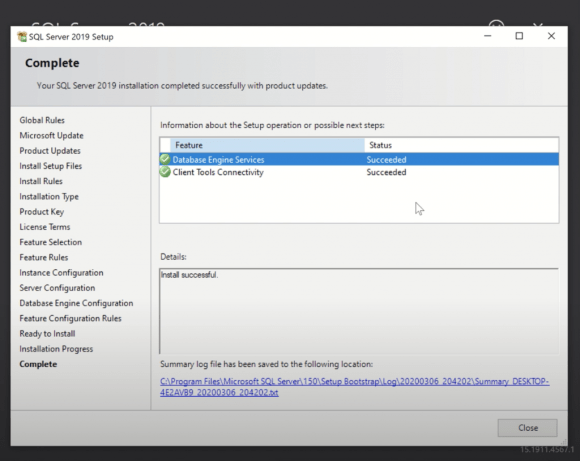 SQL Server 2019 Setup
Complete
Your SQL Server 2019 installation completed successfully with product updates.
Global Rules
Microsoft Update
Product Updates
Install Setup Files
Install Rules
Installation Type
Product Key
License Terms
Feature Selection
Feature Rules
Instance Configuration
Server Configuration
Database Engine Configuration
Feature Configuration Rules
Ready to Install
Installation Progress
Complete
Information about the Setup operation or possible next steps:
Feature Status
Database Engine Services Succeeded
Client Tools Connectivity Succeeded
Details:
Install successful.
Summary log file has been saved to the following location:
C:\Program Files\Microsoft SQL Server\150\Setup Bootstrap\Log\20200306_204202\Summary_DESKTOP-
4E2AVB9_20200306_204202.txt
Close
15.1911.4567.1